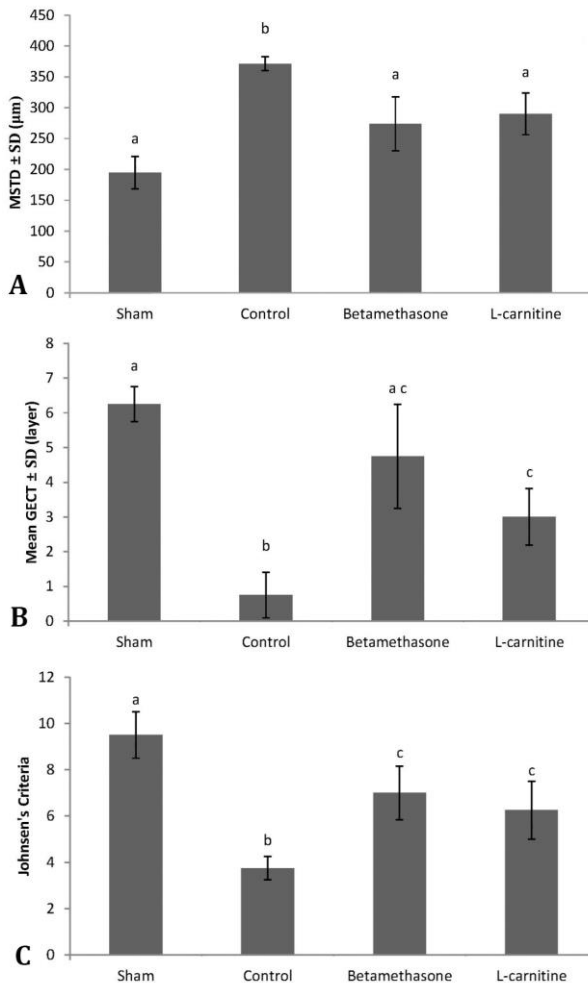 MSTD ± SD (µm)
450
400
350
300
250
200
150
100
50
0
a
b
a
a
A
Sham Control Betamethasone L-carnitine
Mean GECT ± SD (layer)
8
7
6
5
4
3
2
1
0
a
b
a c
c
B
Sham Control Betamethasone L-carnitine
Johnsen's Criteria
12
10
8
6
4
2
0
a
b
c
c
C
Sham Control Betamethasone L-carnitine